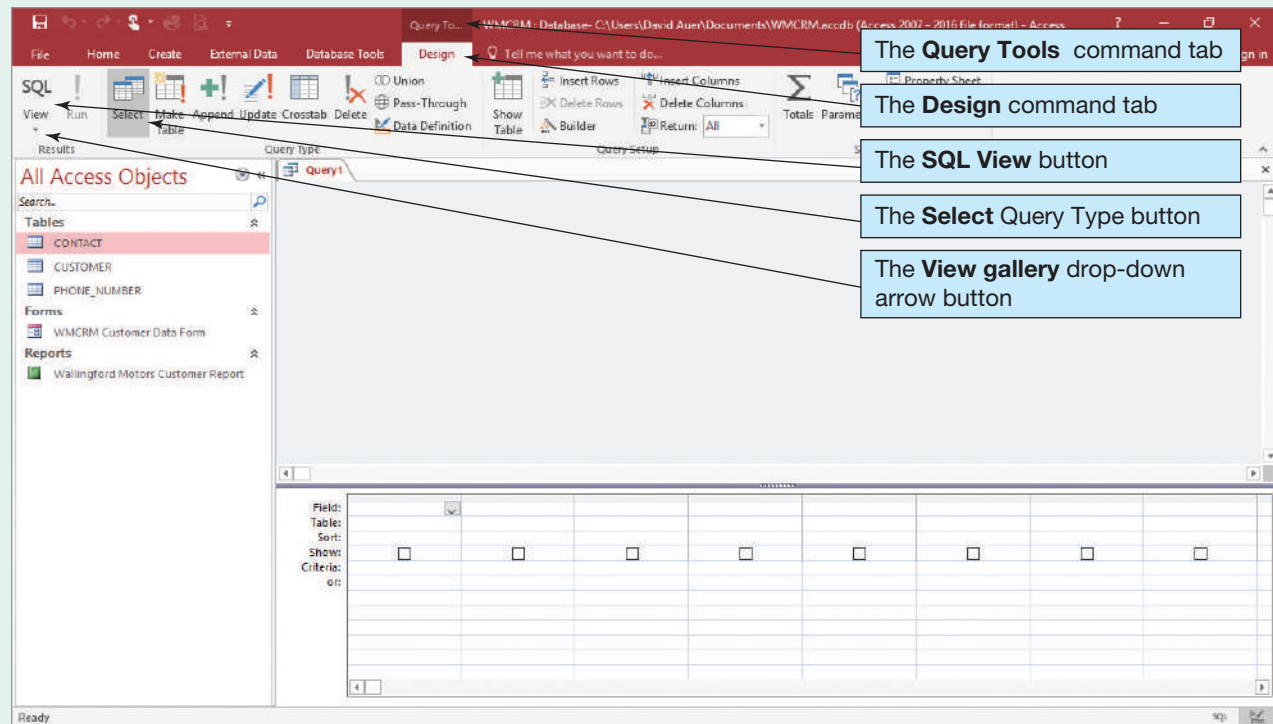 Query To... WMCRM : Database- C:\Users\David Auer\Documents\WMCRM.accdb (Access 2007 - 2016 file format) - Access ?
The Query Tools command tab
File Home Create External Data Database Tools Design Tell me what you want to do... gn in
SQL
View Run Select Make Table Append Update Crosstab Delete
Union
Pass-Through
Data Definition
Show Table
Insert Rows
Delete Rows
Builder
Insert Columns
Delete Columns
Return: All
Totals
Property Sheet
The Design command tab
Results Query Type Query Setup
The SQL View button
The Select Query Type button
The View gallery drop-down
arrow button
All Access Objects
Search..
Tables
CONTACT
CUSTOMER
PHONE_NUMBER
Forms
WMCRM Customer Data Form
Reports
Wallingford Motors Customer Report
Query1
Field:
Table:
Sort:
Show:
Criteria:
or:
Ready
SQL